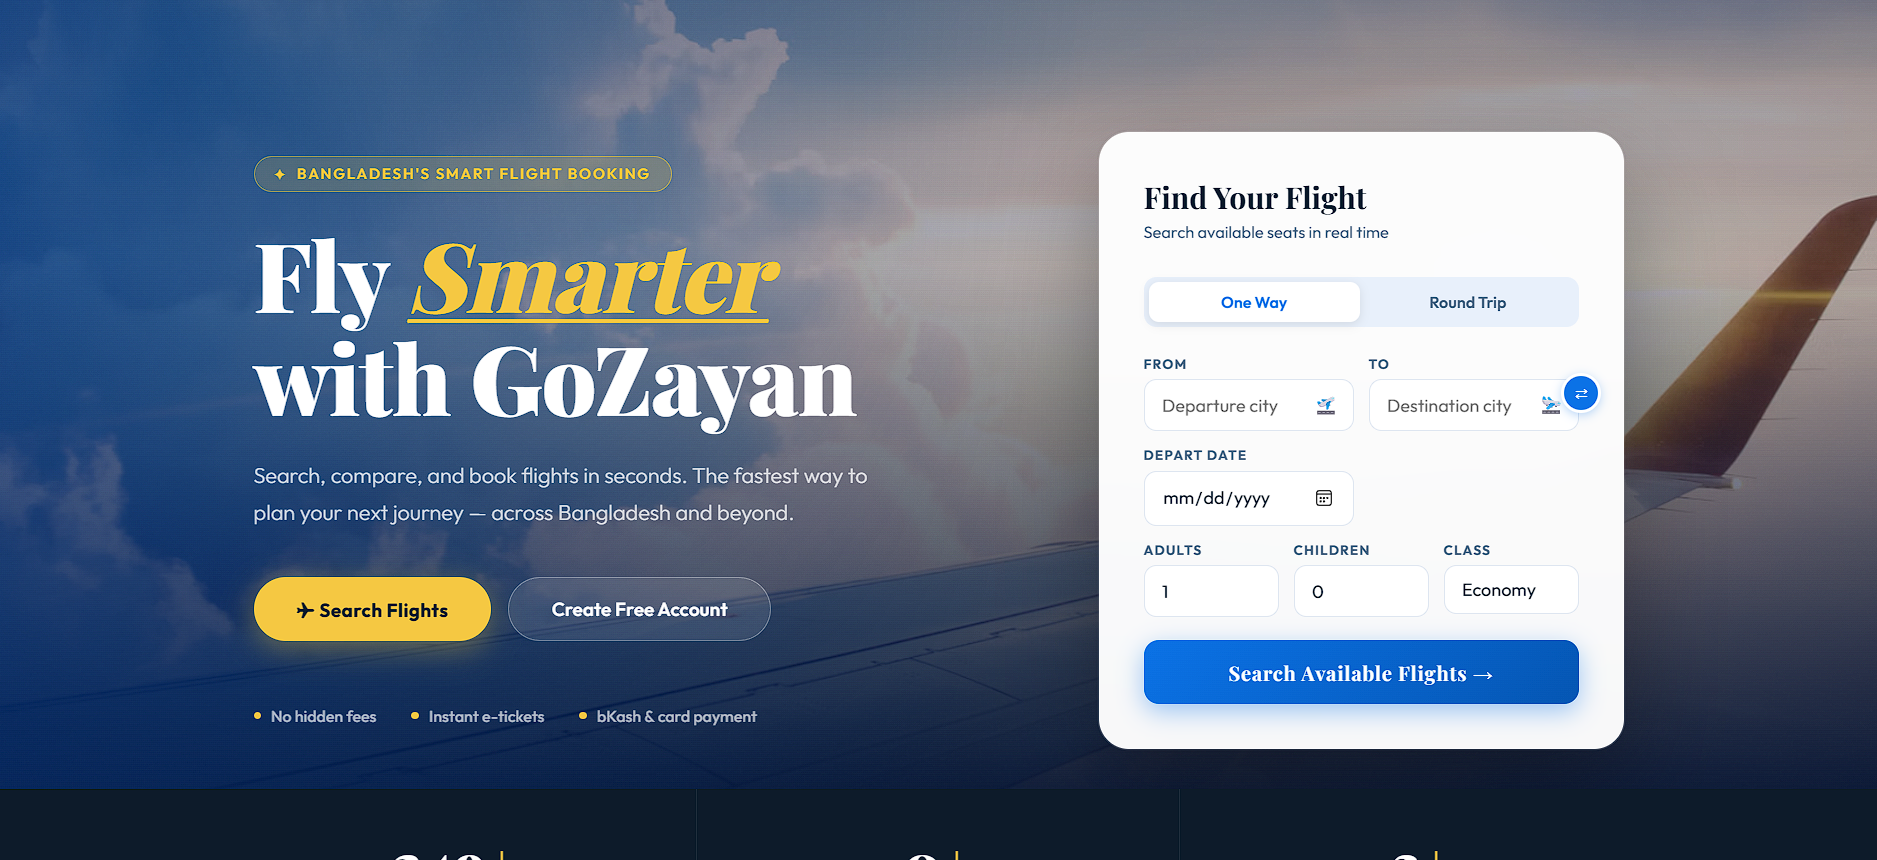 ✦ BANGLADESH'S SMART FLIGHT BOOKING
Fly Smarter
with GoZayan
Search, compare, and book flights in seconds. The fastest way to
plan your next journey — across Bangladesh and beyond.
✈ Search Flights
Create Free Account
No hidden fees
Instant e-tickets
bKash & card payment
Find Your Flight
Search available seats in real time
One Way
Round Trip
FROM
TO
Departure city
Destination city
DEPART DATE
mm/dd/yyyy
ADULTS
CHILDREN
CLASS
1
0
Economy
Search Available Flights →